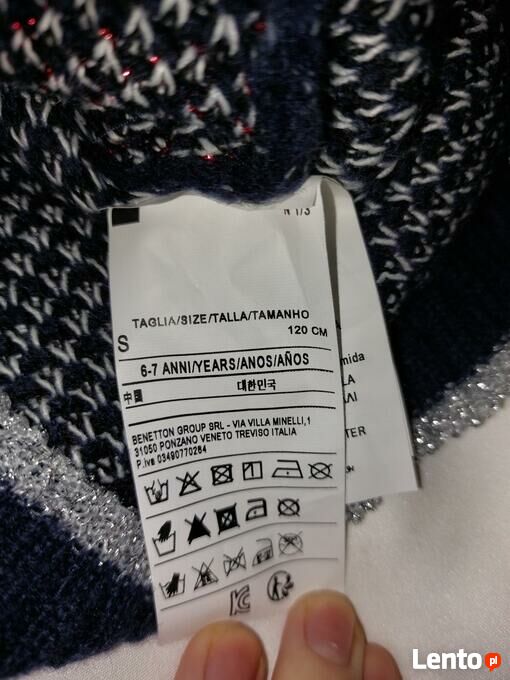 N 1/3
TAGLIA/SIZE/TALLA/TAMANHO
S 120 CM
6-7 ANNI/YEARS/ANOS/AÑOS
中国 대한민국
BENETTON GROUP SRL - VIA VILLA MINELLI,1
31050 PONZANO VENETO TREVISO ITALIA
P.iva 03490770264
mida
LA
TER
Lento pl